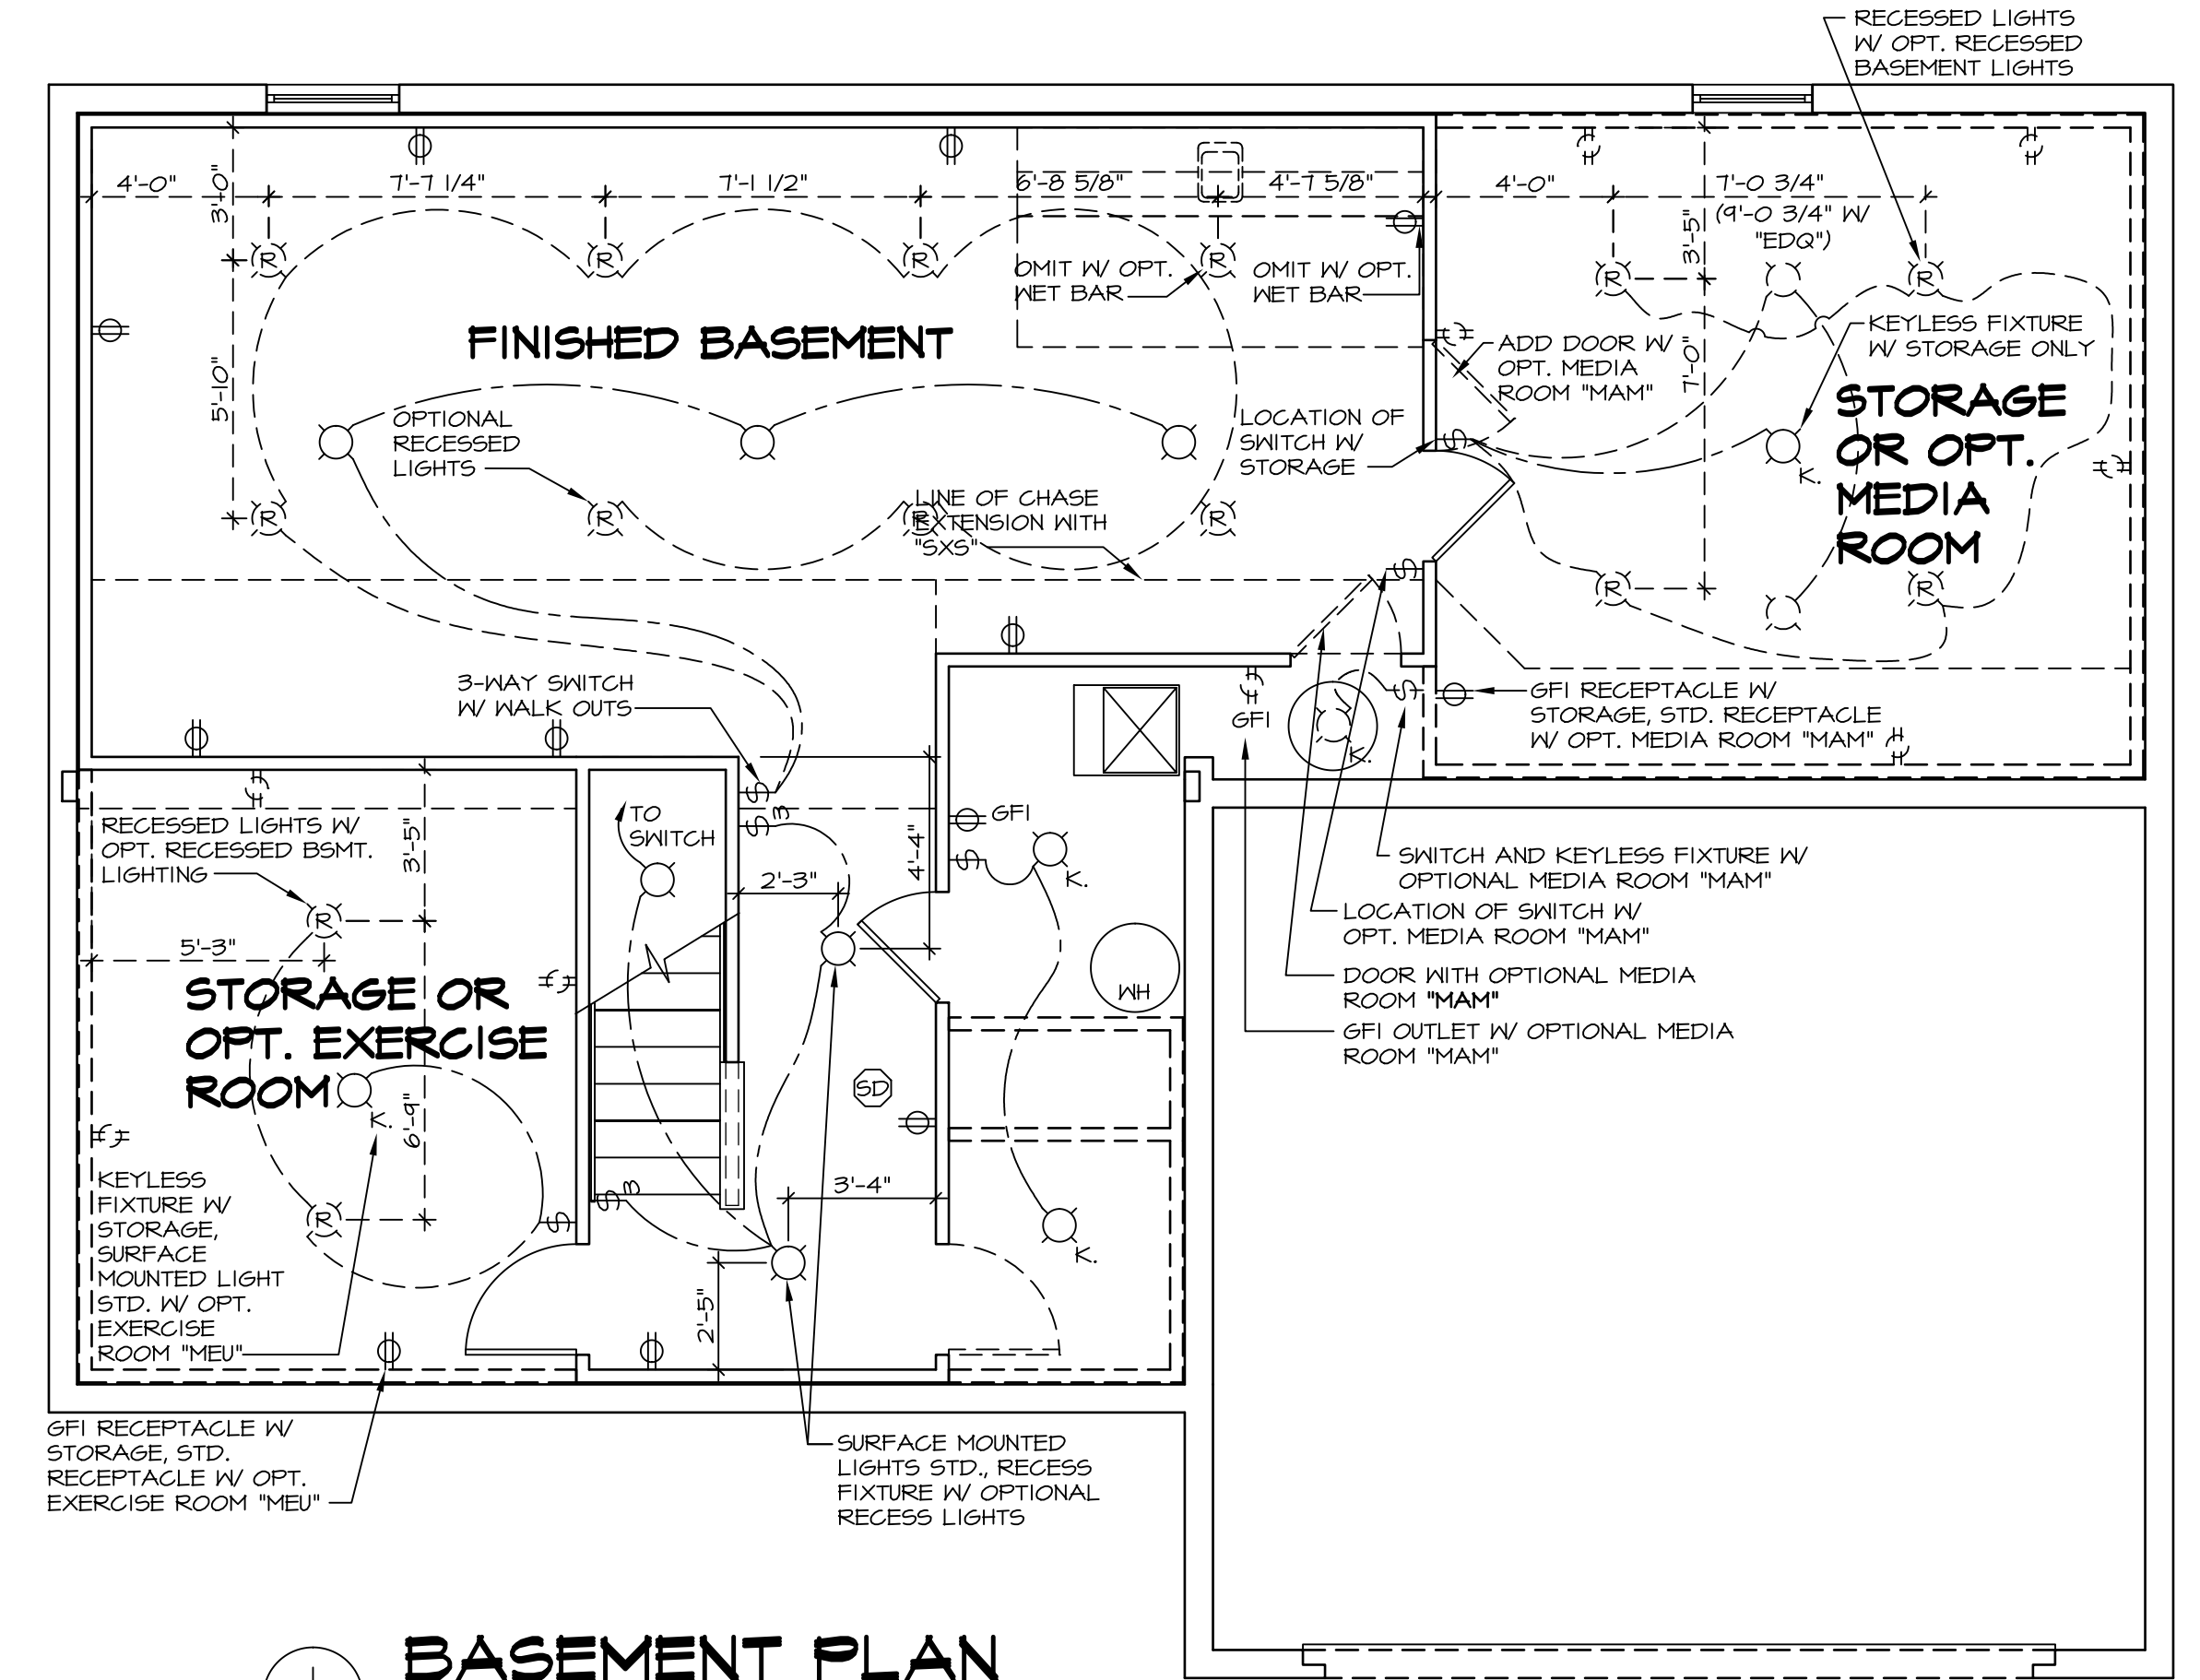 RECESSED LIGHTS
W/ OPT. RECESSED
BASEMENT LIGHTS
4'-0"
3'-0"
7'-7 1/4"
7'-1 1/2"
6'-8 5/8"
4'-7 5/8"
4'-0"
7'-0 3/4"
(9'-0 3/4" W/
"EDQ")
3'-5"
R
R
R
R
R
R
OMIT W/ OPT.
WET BAR
OMIT W/ OPT.
WET BAR
FINISHED BASEMENT
KEYLESS FIXTURE
W/ STORAGE ONLY
ADD DOOR W/
OPT. MEDIA
ROOM "MAM"
7'-0"
5'-10"
STORAGE
OR OPT.
MEDIA
ROOM
OPTIONAL
RECESSED
LIGHTS
LOCATION OF
SWITCH W/
STORAGE
$
K.
R
R
R
R
LINE OF CHASE
EXTENSION WITH
"SXS"
$
R
R
3-WAY SWITCH
W/ WALK OUTS
GFI
$
K.
GFI RECEPTACLE W/
STORAGE, STD. RECEPTACLE
W/ OPT. MEDIA ROOM "MAM"
$
3
$
TO
SWITCH
GFI
$
K.
RECESSED LIGHTS W/
OPT. RECESSED BSMT.
LIGHTING
3'-5"
4'-4"
2'-3"
SWITCH AND KEYLESS FIXTURE W/
OPTIONAL MEDIA ROOM "MAM"
LOCATION OF SWITCH W/
OPT. MEDIA ROOM "MAM"
R
5'-3"
DOOR WITH OPTIONAL MEDIA
ROOM "MAM"
WH
GFI OUTLET W/ OPTIONAL MEDIA
ROOM "MAM"
STORAGE OR
OPT. EXERCISE
ROOM
K.
6'-9"
SD
KEYLESS
FIXTURE W/
STORAGE,
SURFACE
MOUNTED LIGHT
STD. W/ OPT.
EXERCISE
ROOM "MEU"
R
$
$
3
3'-4"
K.
2'-5"
GFI RECEPTACLE W/
STORAGE, STD.
RECEPTACLE W/ OPT.
EXERCISE ROOM "MEU"
SURFACE MOUNTED
LIGHTS STD., RECESS
FIXTURE W/ OPTIONAL
RECESS LIGHTS
BASEMENT PLAN